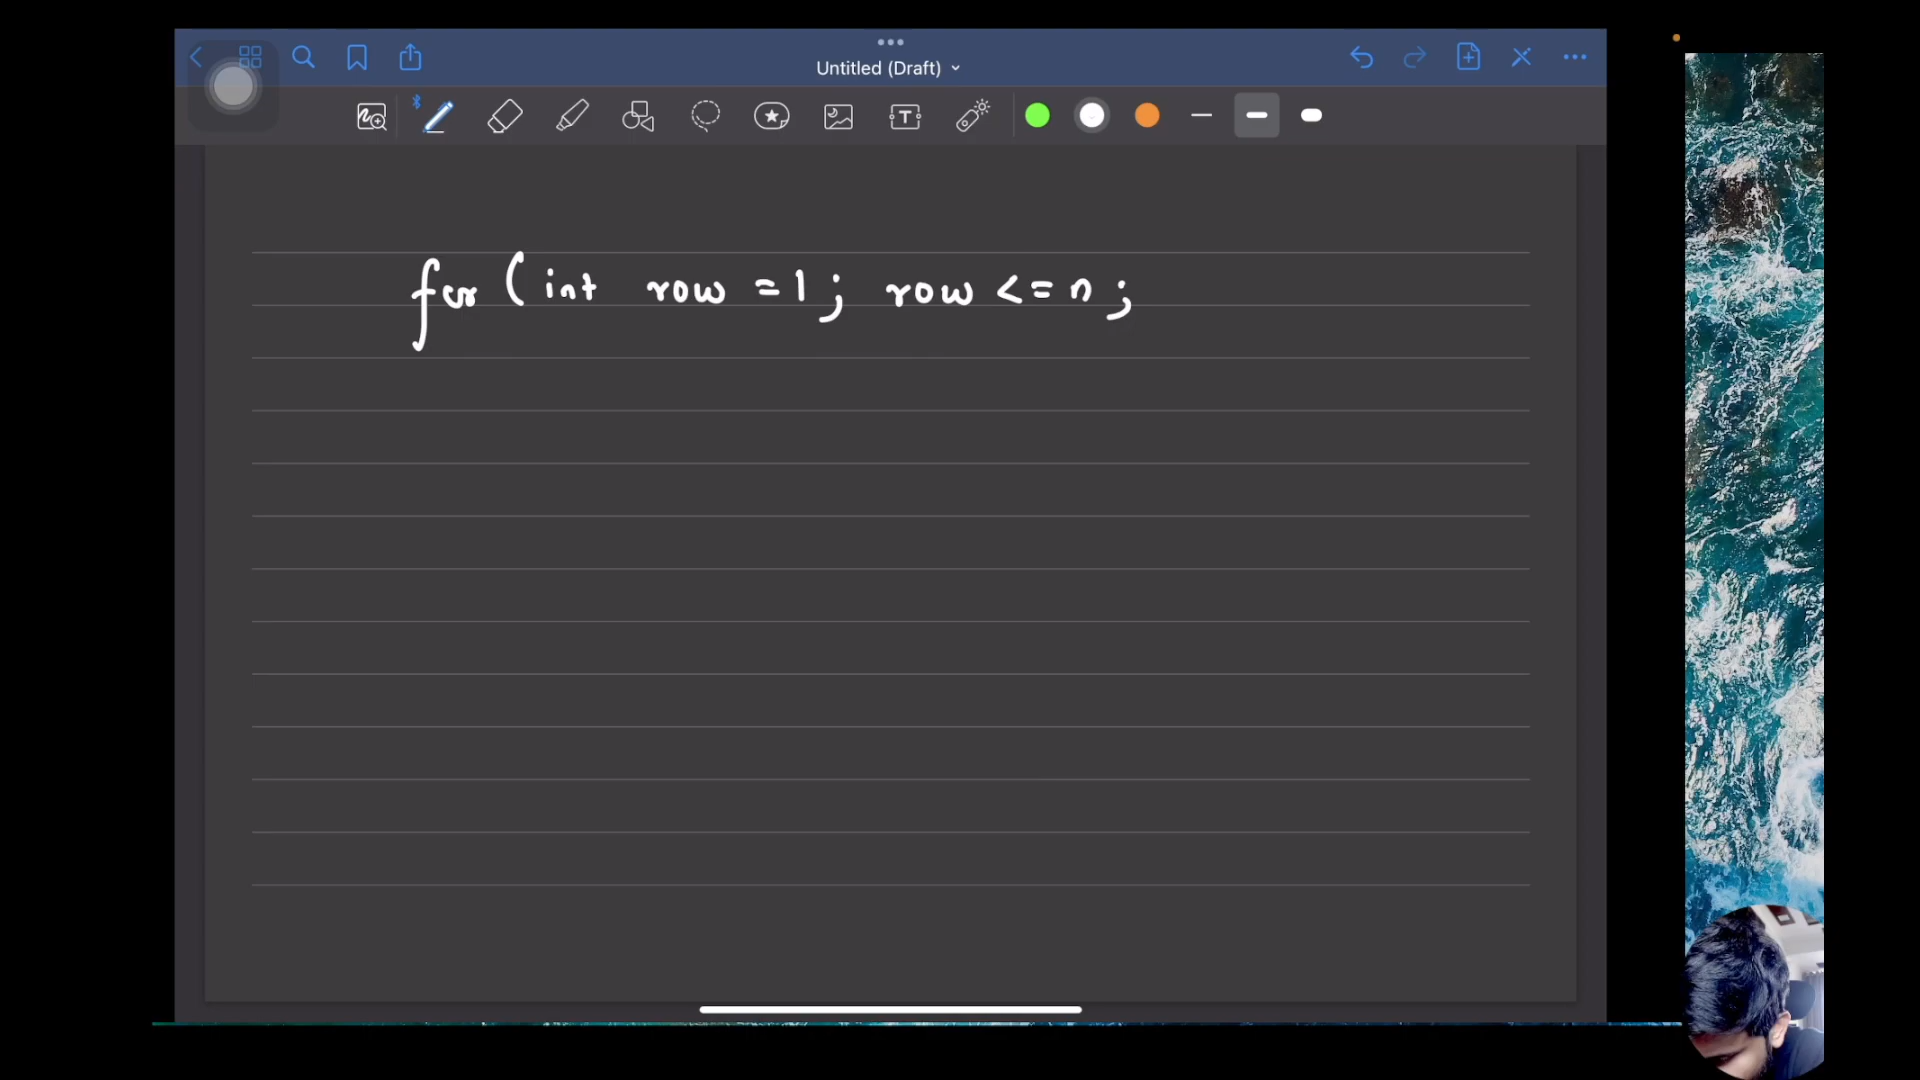 Untitled (Draft)
for ( int row = 1 ; row <= n ;